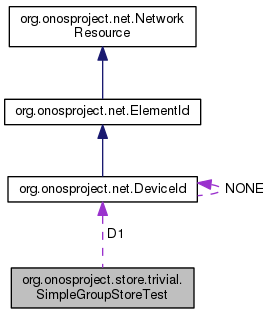 org.onosproject.net.Network
Resource
org.onosproject.net.ElementId
org.onosproject.net.DeviceId
NONE
D1
org.onosproject.store.trivial.
SimpleGroupStoreTest